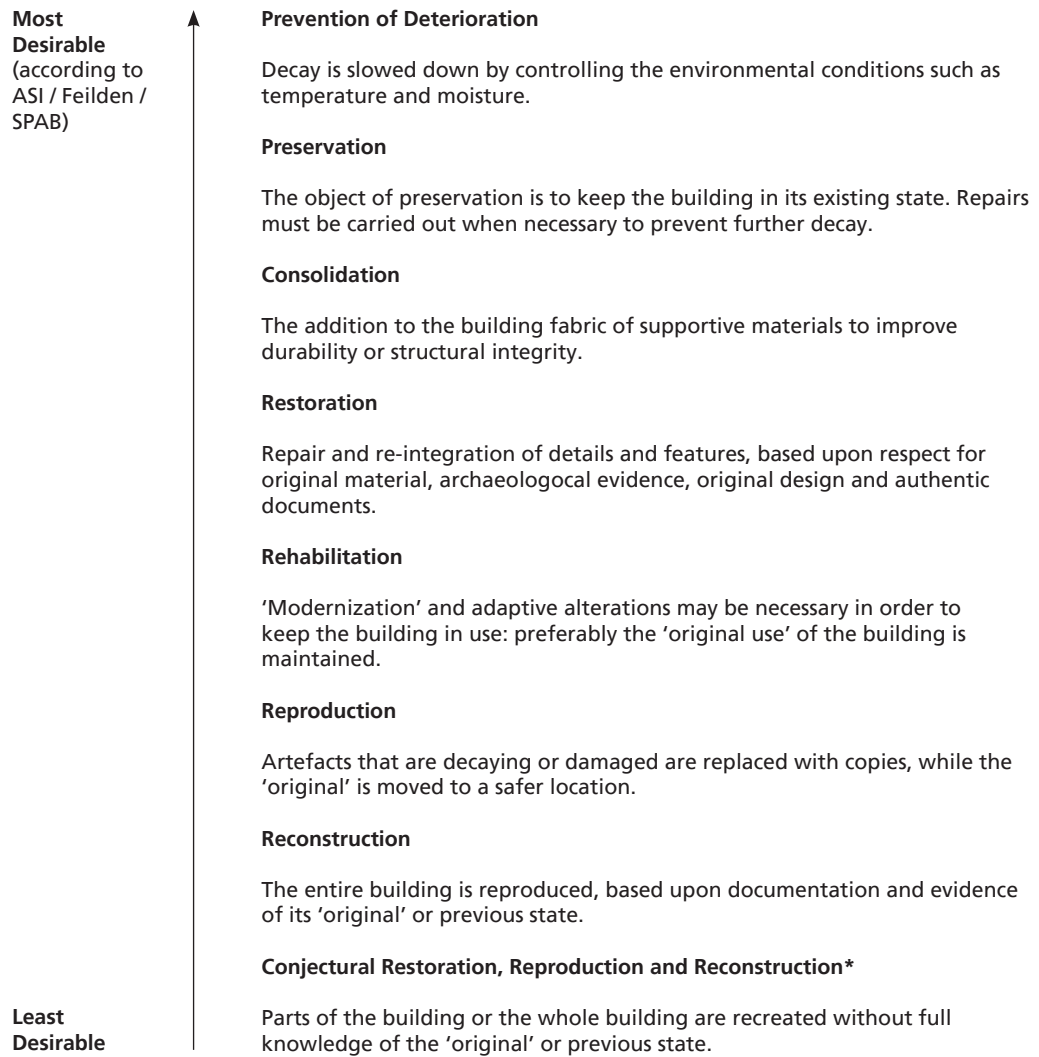 Most
Desirable
(according to
ASI / Feilden /
SPAB)
Prevention of Deterioration
Decay is slowed down by controlling the environmental conditions such as
temperature and moisture.
Preservation
The object of preservation is to keep the building in its existing state. Repairs
must be carried out when necessary to prevent further decay.
Consolidation
The addition to the building fabric of supportive materials to improve
durability or structural integrity.
Restoration
Repair and re-integration of details and features, based upon respect for
original material, archaeologocal evidence, original design and authentic
documents.
Rehabilitation
‘Modernization’ and adaptive alterations may be necessary in order to
keep the building in use: preferably the ‘original use’ of the building is
maintained.
Reproduction
Artefacts that are decaying or damaged are replaced with copies, while the
‘original’ is moved to a safer location.
Reconstruction
The entire building is reproduced, based upon documentation and evidence
of its ‘original’ or previous state.
Conjectural Restoration, Reproduction and Reconstruction*
Least
Desirable
Parts of the building or the whole building are recreated without full
knowledge of the ‘original’ or previous state.